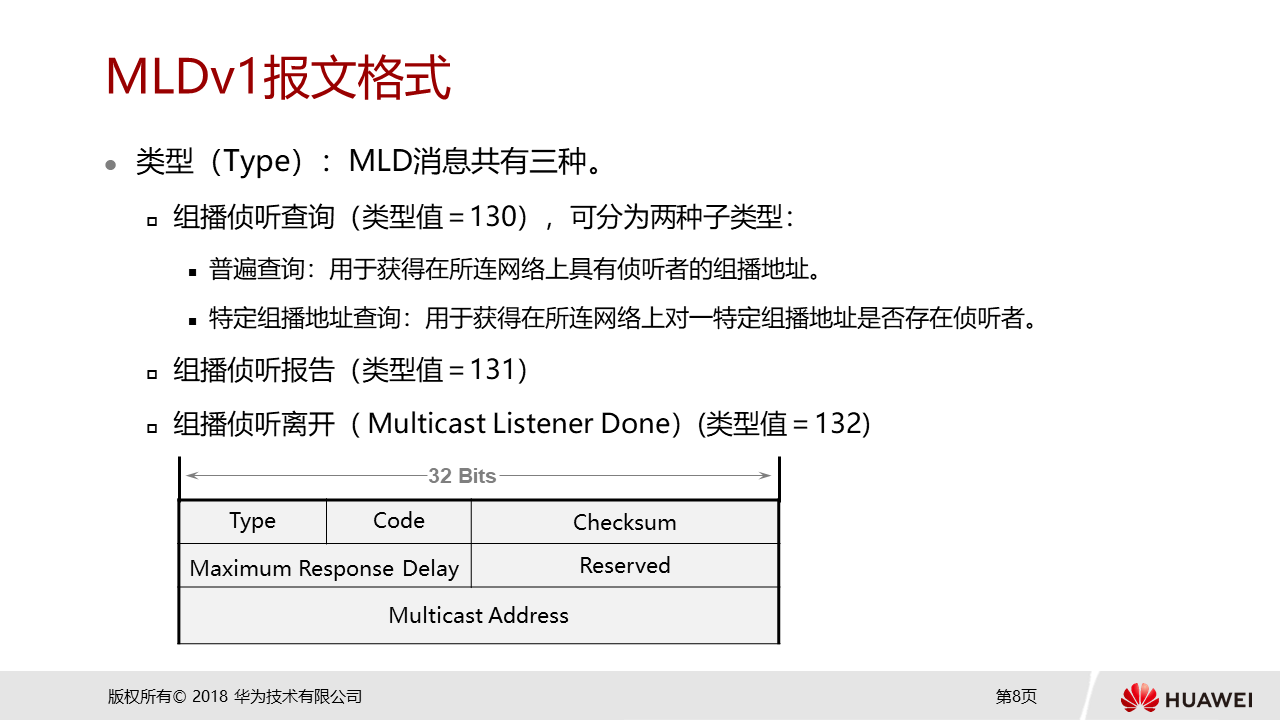 MLDv1报文格式
类型（Type）：MLD消息共有三种。
组播侦听查询（类型值＝130），可分为两种子类型：
普遍查询：用于获得在所连网络上具有侦听者的组播地址。
特定组播地址查询：用于获得在所连网络上对一特定组播地址是否存在侦听者。
组播侦听报告（类型值＝131）
组播侦听离开（ Multicast Listener Done）(类型值＝132)
32 Bits
Type Code Checksum
Maximum Response Delay Reserved
Multicast Address
版权所有© 2018 华为技术有限公司 第8页 HUAWEI